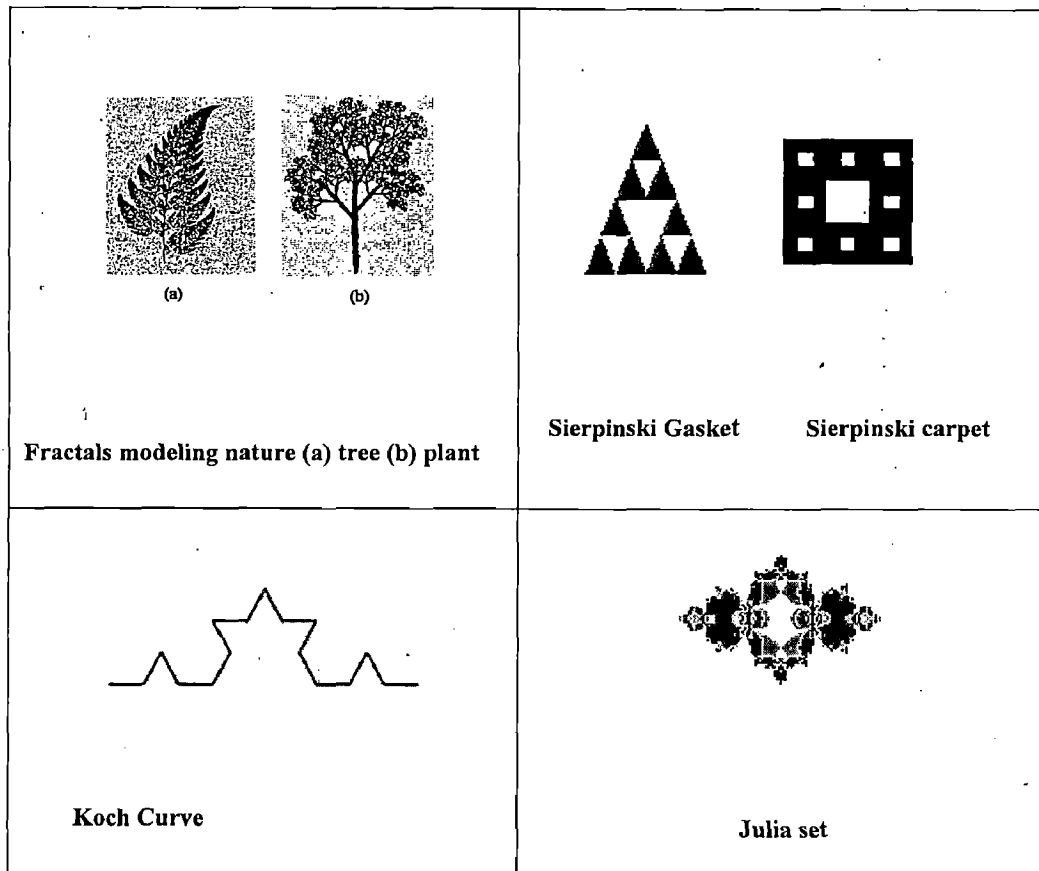 (a)
(b)
Fractals modeling nature (a) tree (b) plant
Sierpinski Gasket
Sierpinski carpet
Koch Curve
Julia set